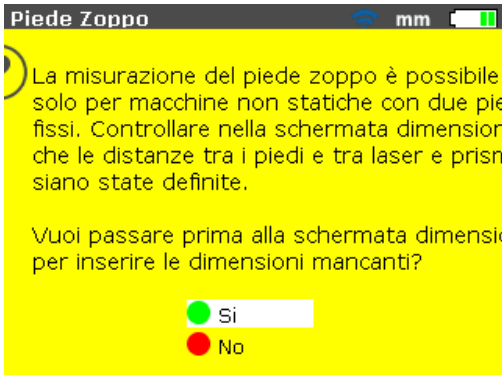 Piede Zoppo mm
La misurazione del piede zoppo è possibile
solo per macchine non statiche con due pie
fissi. Controllare nella schermata dimension
che le distanze tra i piedi e tra laser e prism
siano state definite.
Vuoi passare prima alla schermata dimensio
per inserire le dimensioni mancanti?
Si
No